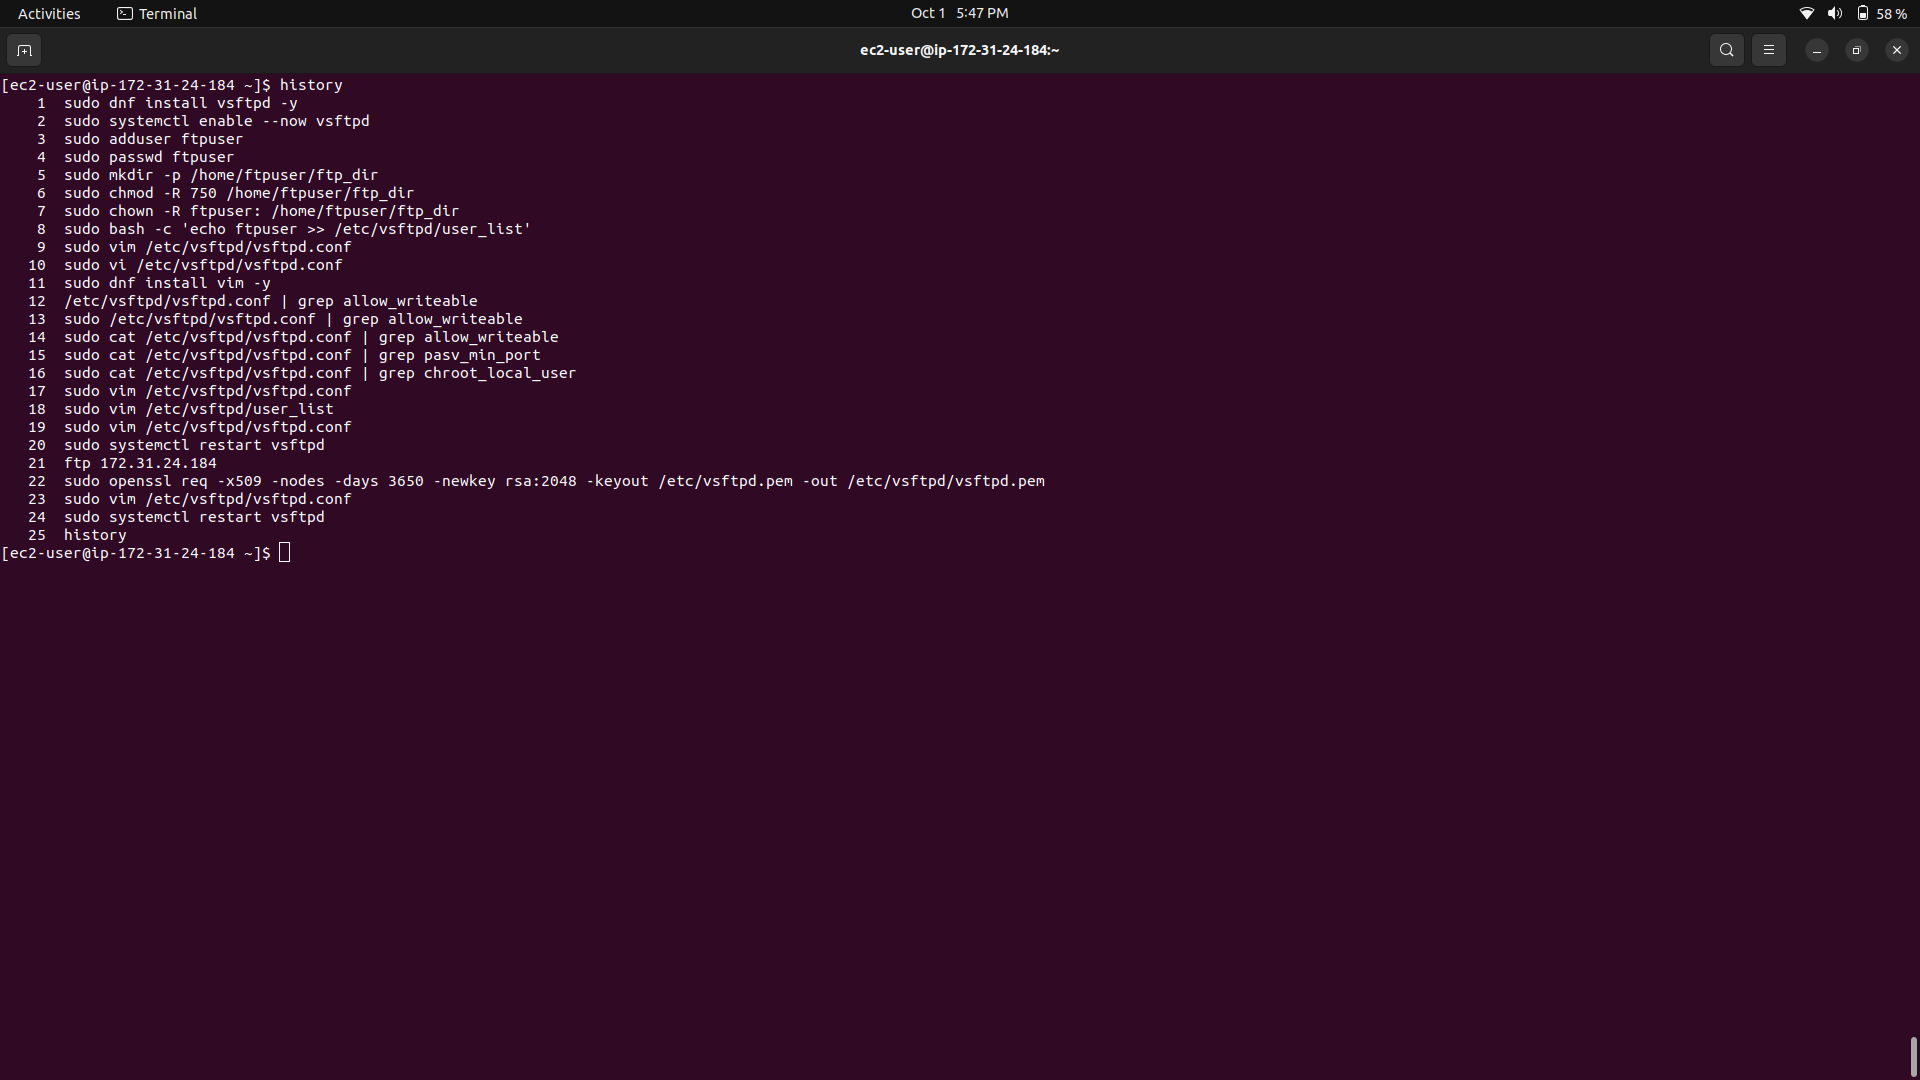 Activities Terminal Oct 1 5:47 PM 58 %
ec2-user@ip-172-31-24-184:~
[ec2-user@ip-172-31-24-184 ~]$ history
1 sudo dnf install vsftpd -y
2 sudo systemctl enable --now vsftpd
3 sudo adduser ftpuser
4 sudo passwd ftpuser
5 sudo mkdir -p /home/ftpuser/ftp_dir
6 sudo chmod -R 750 /home/ftpuser/ftp_dir
7 sudo chown -R ftpuser: /home/ftpuser/ftp_dir
8 sudo bash -c 'echo ftpuser >> /etc/vsftpd/user_list'
9 sudo vim /etc/vsftpd/vsftpd.conf
10 sudo vi /etc/vsftpd/vsftpd.conf
11 sudo dnf install vim -y
12 /etc/vsftpd/vsftpd.conf | grep allow_writeable
13 sudo /etc/vsftpd/vsftpd.conf | grep allow_writeable
14 sudo cat /etc/vsftpd/vsftpd.conf | grep allow_writeable
15 sudo cat /etc/vsftpd/vsftpd.conf | grep pasv_min_port
16 sudo cat /etc/vsftpd/vsftpd.conf | grep chroot_local_user
17 sudo vim /etc/vsftpd/vsftpd.conf
18 sudo vim /etc/vsftpd/user_list
19 sudo vim /etc/vsftpd/vsftpd.conf
20 sudo systemctl restart vsftpd
21 ftp 172.31.24.184
22 sudo openssl req -x509 -nodes -days 3650 -newkey rsa:2048 -keyout /etc/vsftpd.pem -out /etc/vsftpd/vsftpd.pem
23 sudo vim /etc/vsftpd/vsftpd.conf
24 sudo systemctl restart vsftpd
25 history
[ec2-user@ip-172-31-24-184 ~]$